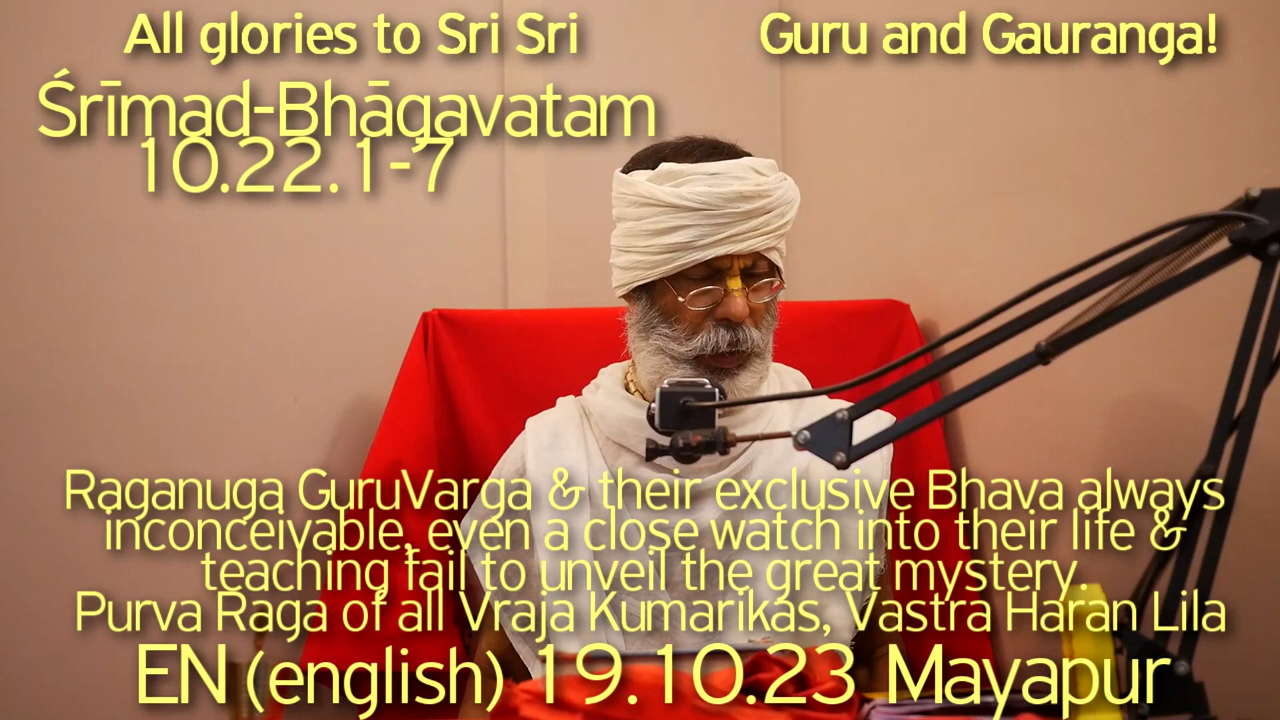 All glories to Sri Sri Guru and Gauranga!
Śrīmad-Bhāgavatam
10.22.1-7
Raganuga GuruVarga & their exclusive Bhava always
inconceivable, even a close watch into their life &
teaching fail to unveil the great mystery.
Purva Raga of all Vraja Kumarikas, Vastra Haran Lila
EN (english) 19.10.23 Mayapur